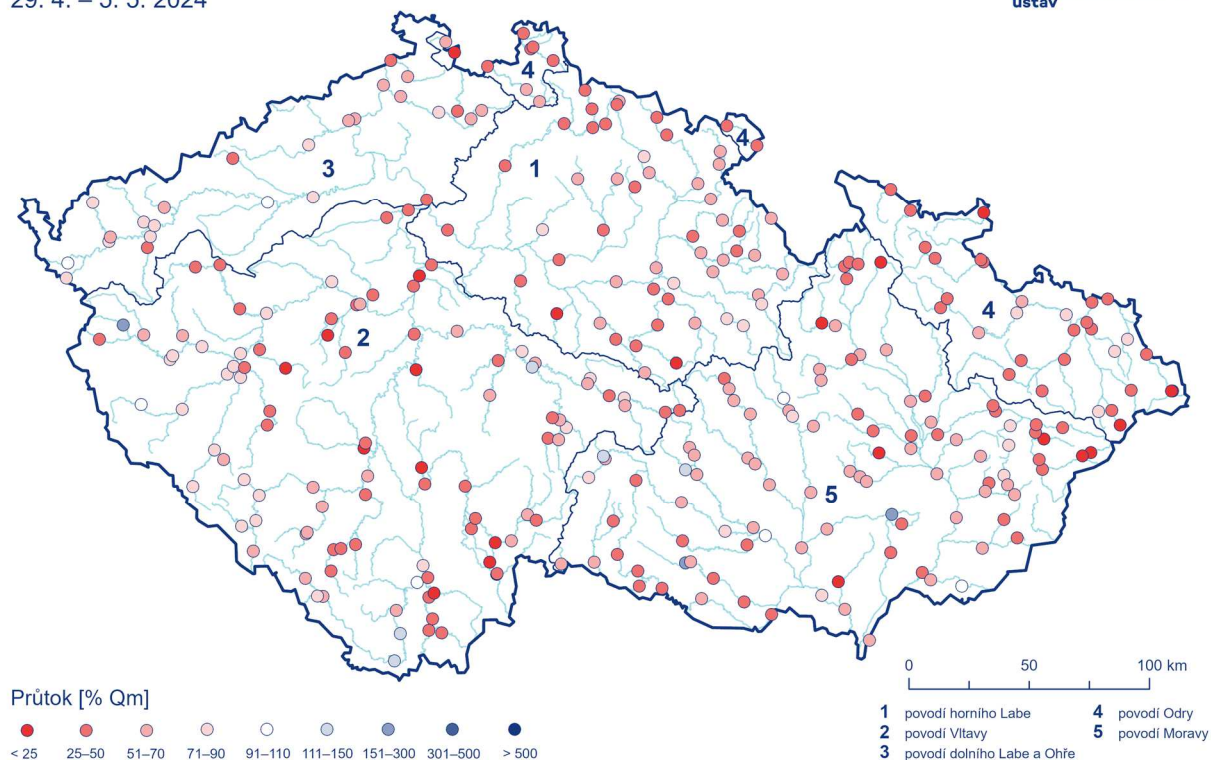 29. 4. – 5. 5. 2024
ústav
4
4
1
3
2
4
5
0 50 100 km
Průtok [% Qm]
< 25 25–50 51–70 71–90 91–110 111–150 151–300 301–500 > 500
1 povodí horního Labe
2 povodí Vltavy
3 povodí dolního Labe a Ohře
4 povodí Odry
5 povodí Moravy